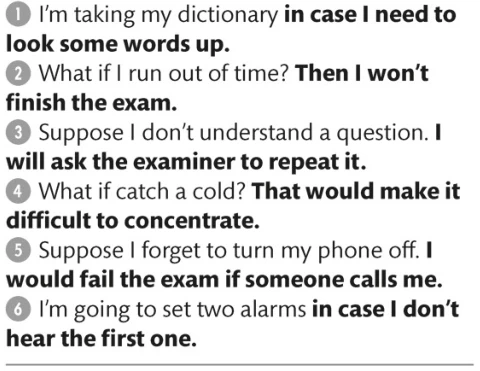 1 I'm taking my dictionary in case I need to
look some words up.
2 What if I run out of time? Then I won't
finish the exam.
3 Suppose I don't understand a question. I
will ask the examiner to repeat it.
4 What if catch a cold? That would make it
difficult to concentrate.
5 Suppose I forget to turn my phone off. I
would fail the exam if someone calls me.
6 I'm going to set two alarms in case I don't
hear the first one.